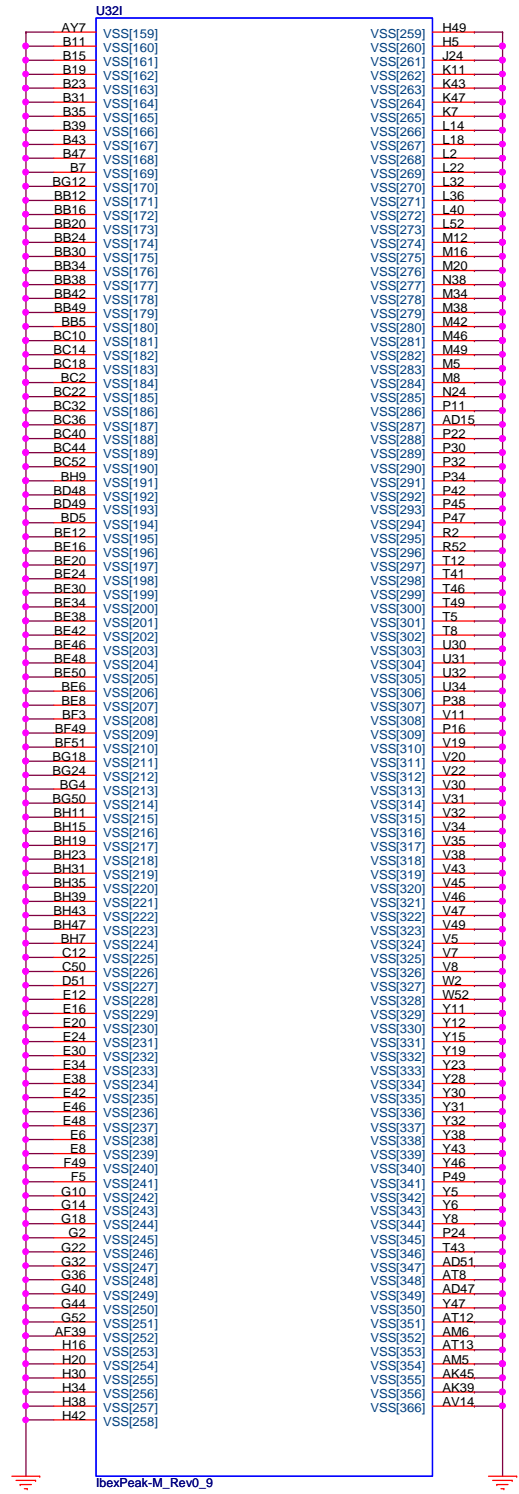 U32I
AY7 VSS[159] VSS[259] H49
B11 VSS[160] VSS[260] H5
B15 VSS[161] VSS[261] J24
B19 VSS[162] VSS[262] K11
B23 VSS[163] VSS[263] K43
B31 VSS[164] VSS[264] K47
B35 VSS[165] VSS[265] K7
B39 VSS[166] VSS[266] L14
B43 VSS[167] VSS[267] L18
B47 VSS[168] VSS[268] L2
B7 VSS[169] VSS[269] L22
BG12 VSS[170] VSS[270] L32
BB12 VSS[171] VSS[271] L36
BB16 VSS[172] VSS[272] L40
BB20 VSS[173] VSS[273] L52
BB24 VSS[174] VSS[274] M12
BB30 VSS[175] VSS[275] M16
BB34 VSS[176] VSS[276] M20
BB38 VSS[177] VSS[277] N38
BB42 VSS[178] VSS[278] M34
BB49 VSS[179] VSS[279] M38
BB5 VSS[180] VSS[280] M42
BC10 VSS[181] VSS[281] M46
BC14 VSS[182] VSS[282] M49
BC18 VSS[183] VSS[283] M5
BC2 VSS[184] VSS[284] M8
BC22 VSS[185] VSS[285] N24
BC32 VSS[186] VSS[286] P11
BC36 VSS[187] VSS[287] AD15
BC40 VSS[188] VSS[288] P22
BC44 VSS[189] VSS[289] P30
BC52 VSS[190] VSS[290] P32
BH9 VSS[191] VSS[291] P34
BD48 VSS[192] VSS[292] P42
BD49 VSS[193] VSS[293] P45
BD5 VSS[194] VSS[294] P47
BE12 VSS[195] VSS[295] R2
BE16 VSS[196] VSS[296] R52
BE20 VSS[197] VSS[297] T12
BE24 VSS[198] VSS[298] T41
BE30 VSS[199] VSS[299] T46
BE34 VSS[200] VSS[300] T49
BE38 VSS[201] VSS[301] T5
BE42 VSS[202] VSS[302] T8
BE46 VSS[203] VSS[303] U30
BE48 VSS[204] VSS[304] U31
BE50 VSS[205] VSS[305] U32
BE6 VSS[206] VSS[306] U34
BE8 VSS[207] VSS[307] P38
BF3 VSS[208] VSS[308] V11
BF49 VSS[209] VSS[309] P16
BF51 VSS[210] VSS[310] V19
BG18 VSS[211] VSS[311] V20
BG24 VSS[212] VSS[312] V22
BG4 VSS[213] VSS[313] V30
BG50 VSS[214] VSS[314] V31
BH11 VSS[215] VSS[315] V32
BH15 VSS[216] VSS[316] V34
BH19 VSS[217] VSS[317] V35
BH23 VSS[218] VSS[318] V38
BH31 VSS[219] VSS[319] V43
BH35 VSS[220] VSS[320] V45
BH39 VSS[221] VSS[321] V46
BH43 VSS[222] VSS[322] V47
BH47 VSS[223] VSS[323] V49
BH7 VSS[224] VSS[324] V5
C12 VSS[225] VSS[325] V7
C50 VSS[226] VSS[326] V8
D51 VSS[227] VSS[327] W2
E12 VSS[228] VSS[328] W52
E16 VSS[229] VSS[329] Y11
E20 VSS[230] VSS[330] Y12
E24 VSS[231] VSS[331] Y15
E30 VSS[232] VSS[332] Y19
E34 VSS[233] VSS[333] Y23
E38 VSS[234] VSS[334] Y28
E42 VSS[235] VSS[335] Y30
E46 VSS[236] VSS[336] Y31
E48 VSS[237] VSS[337] Y32
E6 VSS[238] VSS[338] Y38
E8 VSS[239] VSS[339] Y43
F49 VSS[240] VSS[340] Y46
F5 VSS[241] VSS[341] P49
G10 VSS[242] VSS[342] Y5
G14 VSS[243] VSS[343] Y6
G18 VSS[244] VSS[344] Y8
G2 VSS[245] VSS[345] P24
G22 VSS[246] VSS[346] T43
G32 VSS[247] VSS[347] AD51
G36 VSS[248] VSS[348] AT8
G40 VSS[249] VSS[349] AD47
G44 VSS[250] VSS[350] Y47
G52 VSS[251] VSS[351] AT12
AF39 VSS[252] VSS[352] AM6
H16 VSS[253] VSS[353] AT13
H20 VSS[254] VSS[354] AM5
H30 VSS[255] VSS[355] AK45
H34 VSS[256] VSS[356] AK39
H38 VSS[257] VSS[366] AV14
H42 VSS[258]
IbexPeak-M_Rev0_9